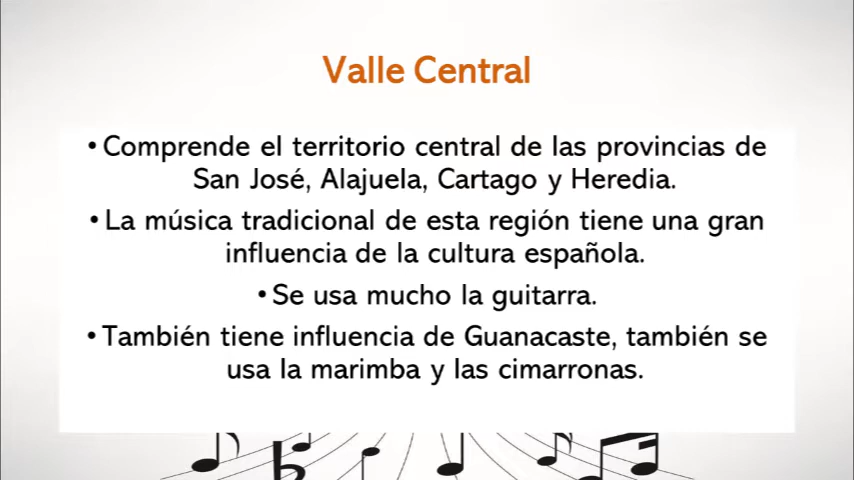 Valle Central
• Comprende el territorio central de las provincias de
San José, Alajuela, Cartago y Heredia.
• La música tradicional de esta región tiene una gran
influencia de la cultura española.
• Se usa mucho la guitarra.
• También tiene influencia de Guanacaste, también se
usa la marimba y las cimarronas.